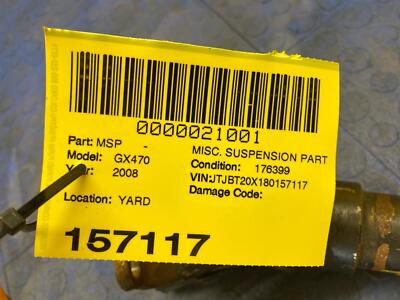 0000021001
Part: MSP - MISC. SUSPENSION PART
Model: GX470 Condition: 176399
Year: 2008 VIN:JTJBT20X180157117
Damage Code:
Location: YARD
157117